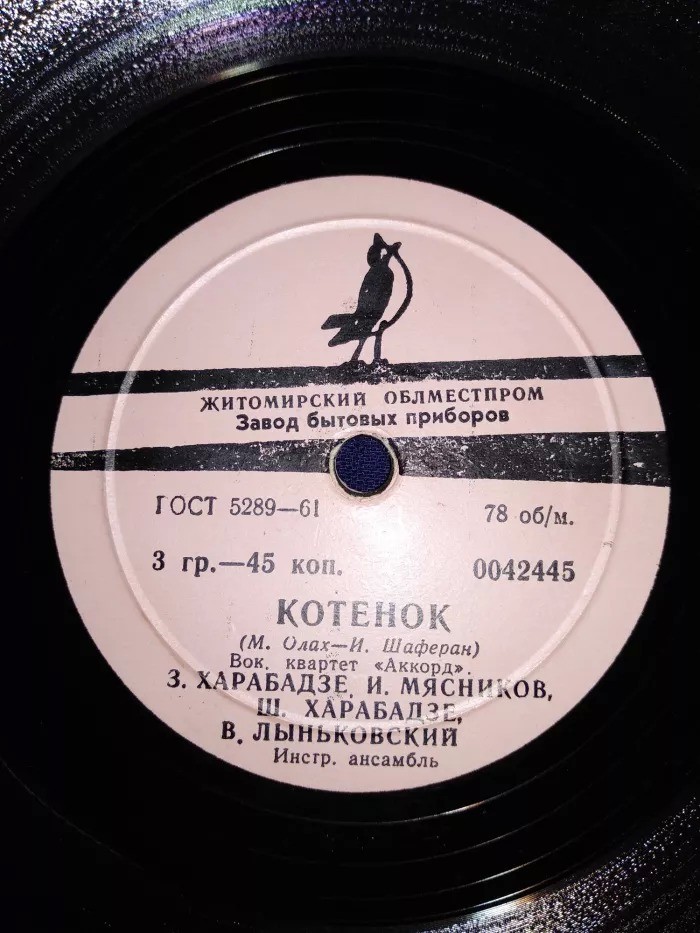 ЖИТОМИРСКИЙ ОБЛМЕСТПРОМ
Завод бытовых приборов
ГОСТ 5289—61 78 об/м.
3 гр.—45 коп. 0042445
КОТЕНОК
(М. Олах—И. Шаферан)
Вок. квартет «Аккорд».
З. ХАРАБАДЗЕ, И. МЯСНИКОВ,
Ш. ХАРАБАДЗЕ,
В. ЛЫНЬКОВСКИЙ
Инстр. ансамбль